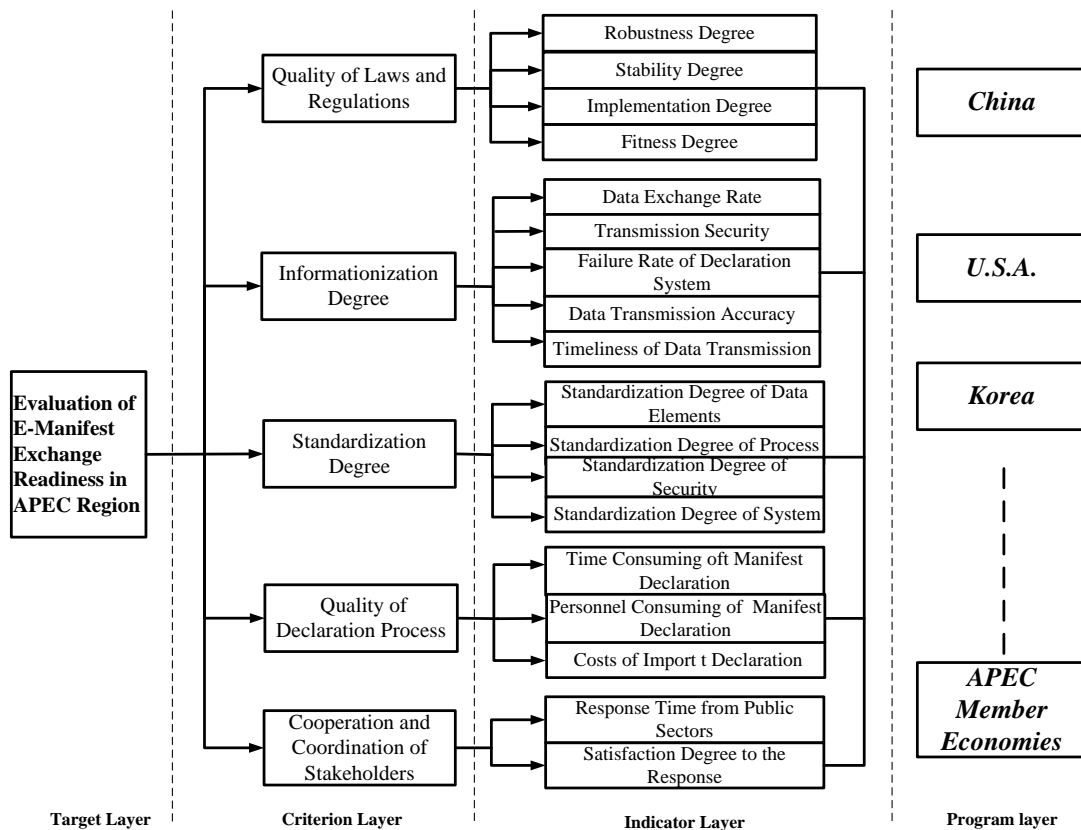 Evaluation of
E-Manifest
Exchange
Readiness in
APEC Region
Quality of Laws and
Regulations
Informationization
Degree
Standardization
Degree
Quality of
Declaration Process
Cooperation and
Coordination of
Stakeholders
Robustness Degree
Stability Degree
Implementation Degree
Fitness Degree
Data Exchange Rate
Transmission Security
Failure Rate of Declaration
System
Data Transmission Accuracy
Timeliness of Data Transmission
Standardization Degree of Data
Elements
Standardization Degree of Process
Standardization Degree of
Security
Standardization Degree of System
Time Consuming oft Manifest
Declaration
Personnel Consuming of Manifest
Declaration
Costs of Import t Declaration
Response Time from Public
Sectors
Satisfaction Degree to the
Response
China
U.S.A.
Korea
APEC
Member
Economies
Target Layer
Criterion Layer
Indicator Layer
Program layer